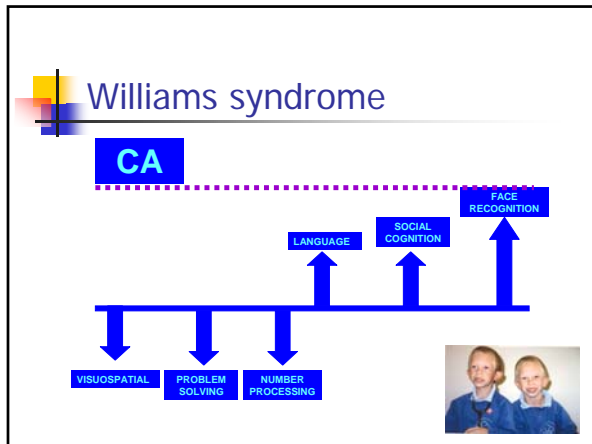 Williams syndrome
CA
FACE
RECOGNITION
SOCIAL
COGNITION
LANGUAGE
VISUOSPATIAL
PROBLEM
SOLVING
NUMBER
PROCESSING